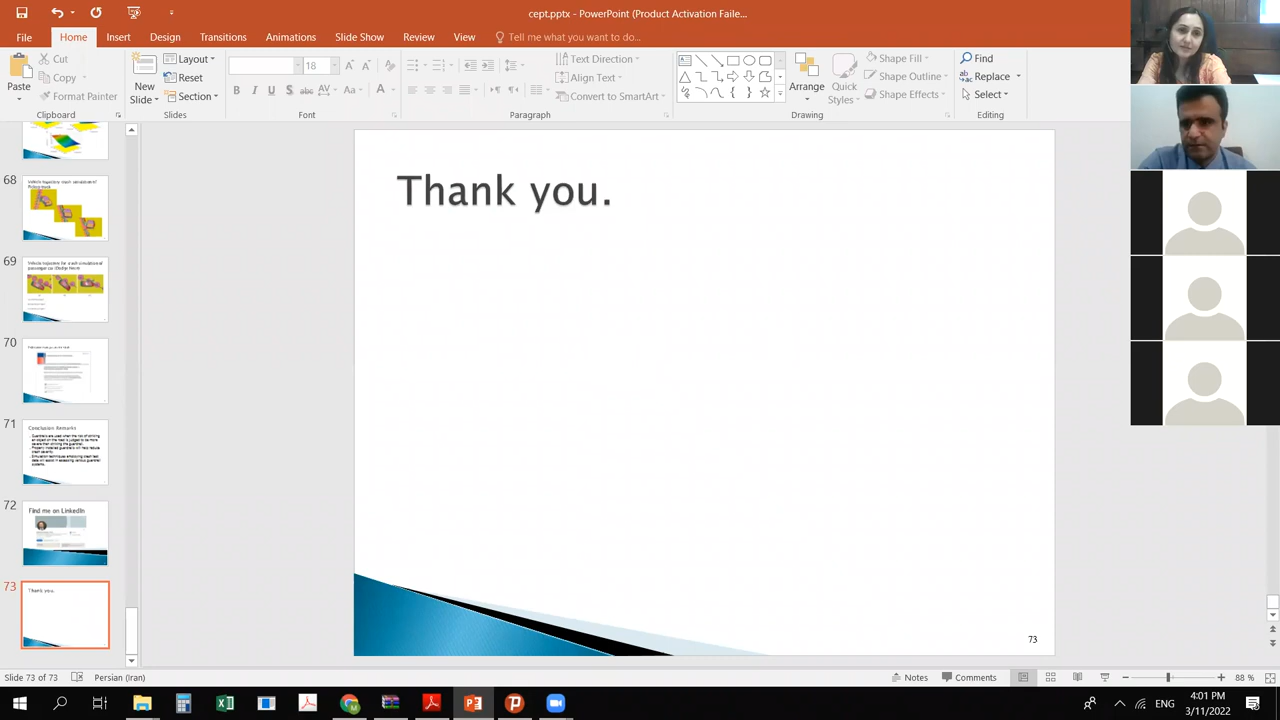 cept.pptx - PowerPoint (Product Activation Faile...
File Home Insert Design Transitions Animations Slide Show Review View Tell me what you want to do...
Paste
Cut
Copy
Format Painter
Clipboard
New
Slide
Layout
Reset
Section
Slides
18
B I U S abc AV Aa A
Font
Text Direction
Align Text
Convert to SmartArt
Paragraph
Arrange
Quick
Styles
Shape Fill
Shape Outline
Shape Effects
Drawing
Find
Replace
Select
Editing
68
69
70
71
Conclusion Remarks
72
Find me on LinkedIn
73
Thank you.
Thank you.
73
Slide 73 of 73 Persian (Iran) Notes Comments 88 %
ENG
4:01 PM
3/11/2022